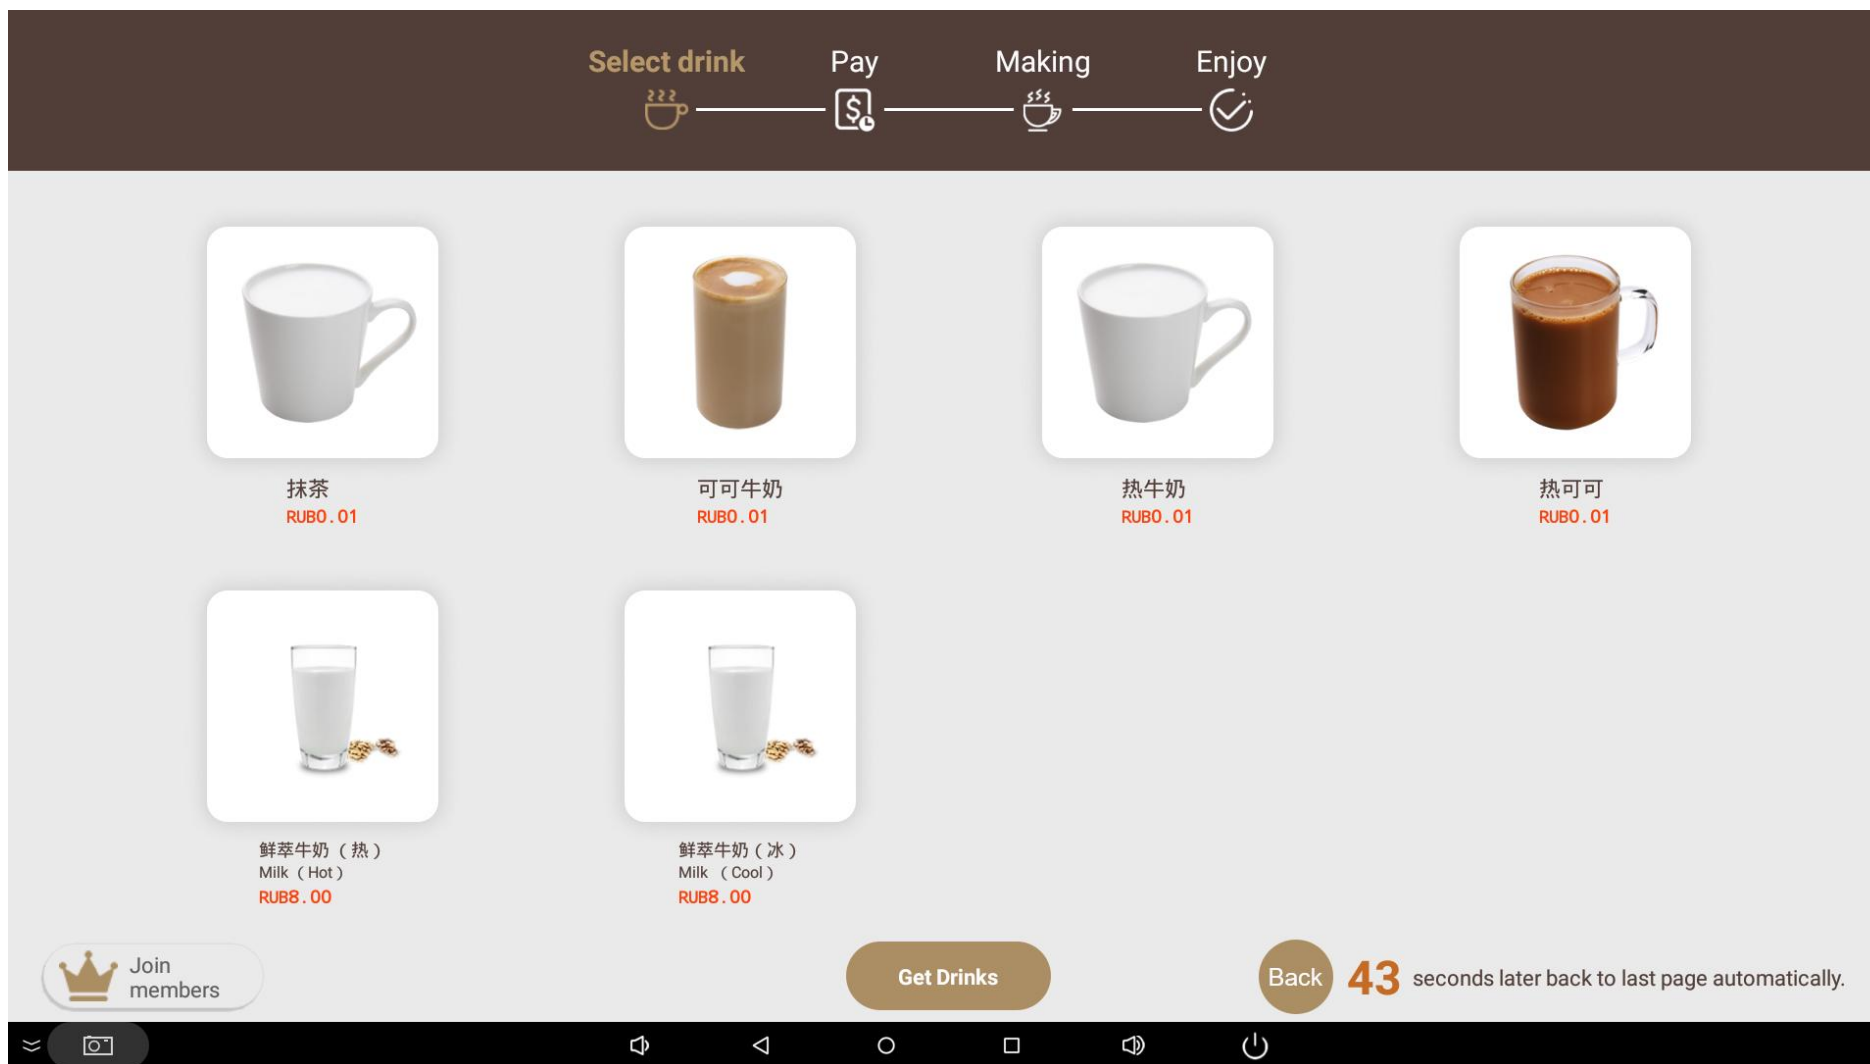 Select drink
Pay
Making
Enjoy
抹茶
RUB0.01
可可牛奶
RUB0.01
热牛奶
RUB0.01
热可可
RUB0.01
鲜萃牛奶（热）
Milk（Hot）
RUB8.00
鲜萃牛奶（冰）
Milk （Cool）
RUB8.00
Join
members
Get Drinks
Back
43 seconds later back to last page automatically.